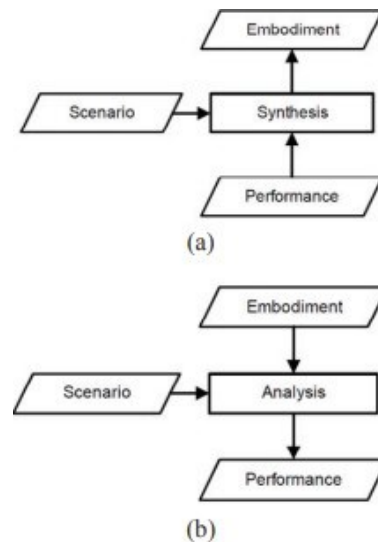 Embodiment
Scenario
Synthesis
Performance
(a)
Embodiment
Scenario
Analysis
Performance
(b)